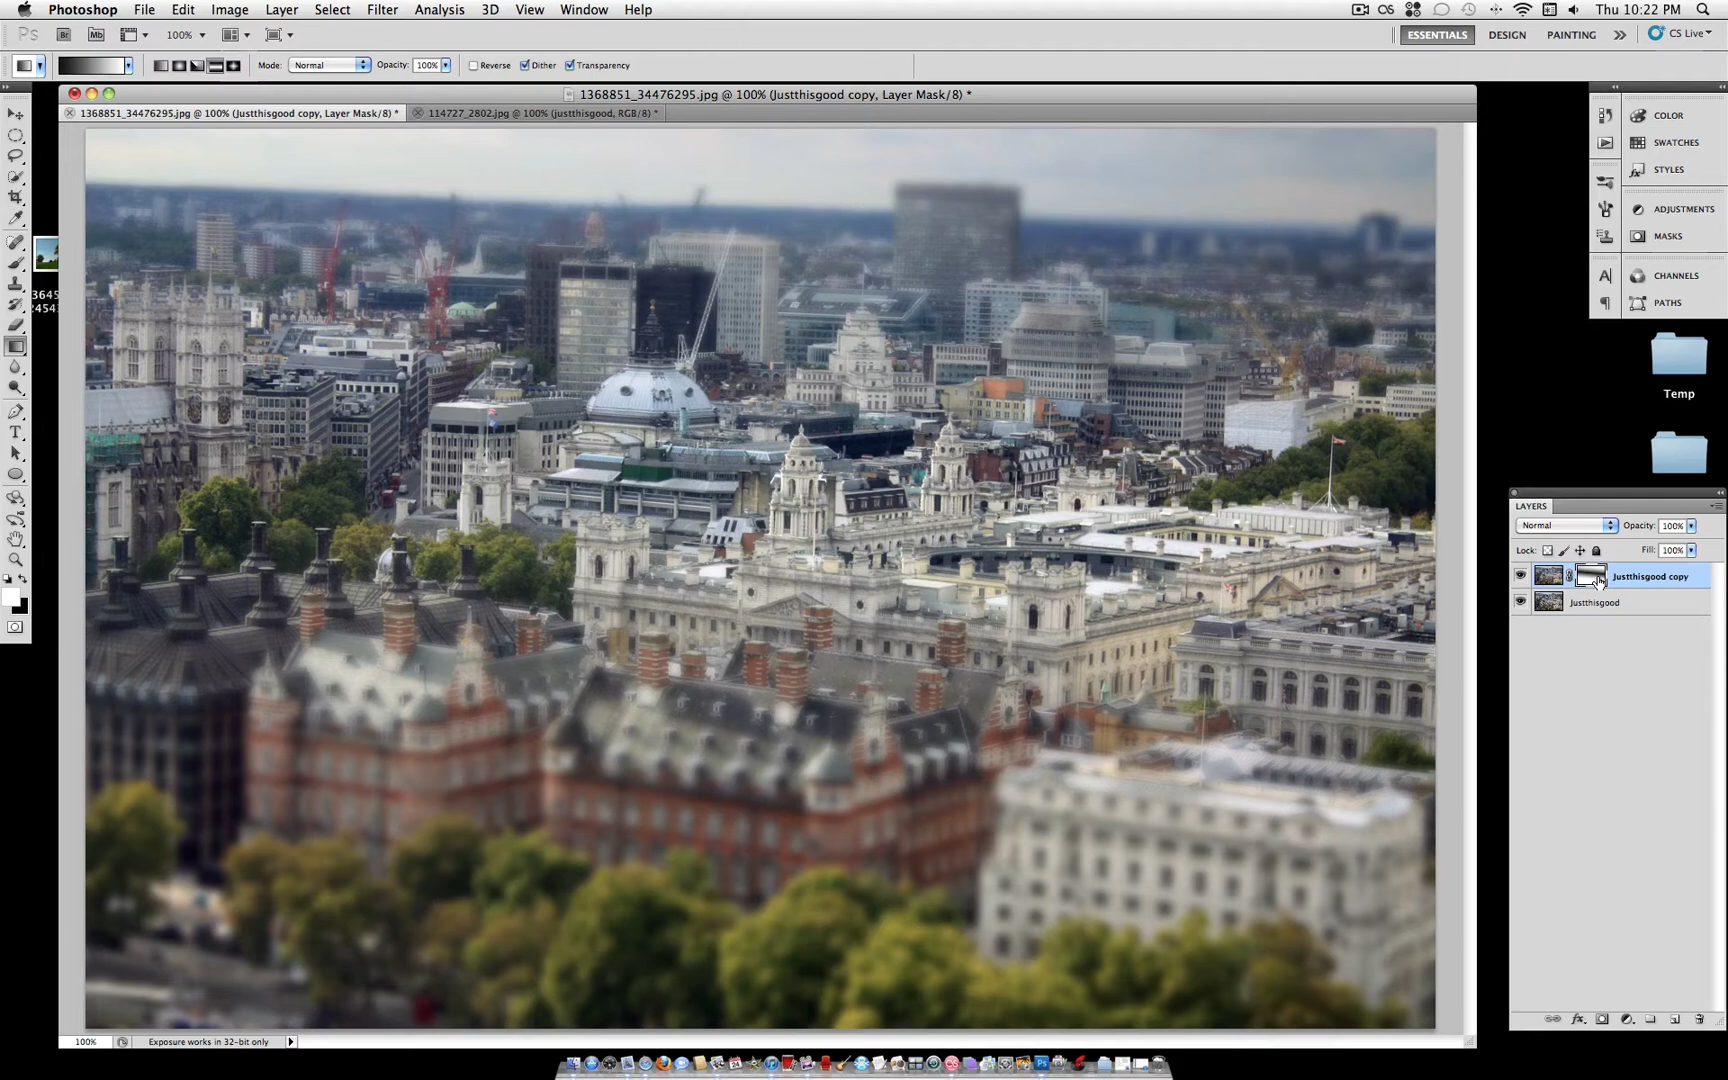 Photoshop File Edit Image Layer Select Filter Analysis 3D View Window Help Thu 10:22 PM
Ps Br Mb 100% ESSENTIALS DESIGN PAINTING CS Live
Mode: Normal Opacity: 100% Reverse Dither Transparency
1368851_34476295.jpg @ 100% (Justthisgood copy, Layer Mask/8) *
1368851_34476295.jpg @ 100% (Justthisgood copy, Layer Mask/8) * 114727_2802.jpg @ 100% (justthisgood, RGB/8) *
COLOR
SWATCHES
STYLES
ADJUSTMENTS
MASKS
CHANNELS
PATHS
Temp
LAYERS
Normal Opacity: 100%
Lock: Fill: 100%
Justthisgood copy
Justthisgood
100% Exposure works in 32-bit only